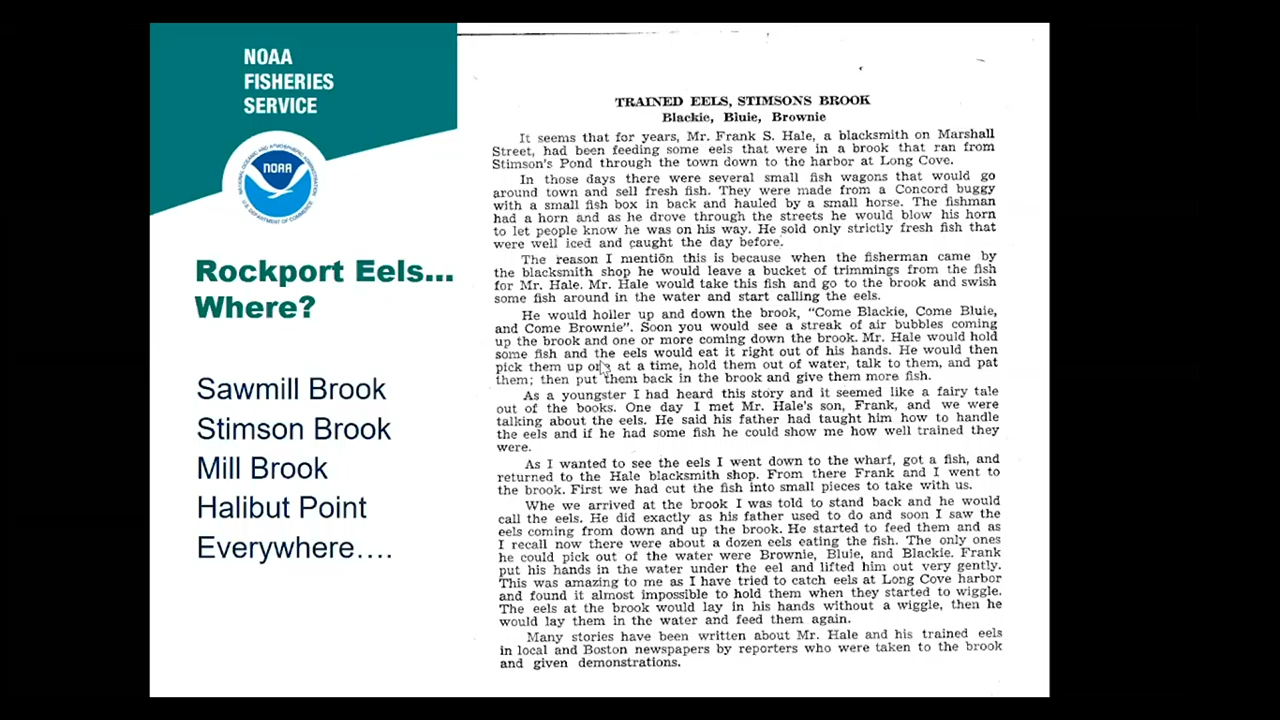 NOAA
FISHERIES
SERVICE
NOAA
Rockport Eels...
Where?
Sawmill Brook
Stimson Brook
Mill Brook
Halibut Point
Everywhere....
TRAINED EELS, STIMSONS BROOK
Blackie, Bluie, Brownie
It seems that for years, Mr. Frank S. Hale, a blacksmith on Marshall
Street, had been feeding some eels that were in a brook that ran from
Stimson's Pond through the town down to the harbor at Long Cove.
In those days there were several small fish wagons that would go
around town and sell fresh fish. They were made from a Concord buggy
with a small fish box in back and hauled by a small horse. The fishman
had a horn and as he drove through the streets he would blow his horn
to let people know he was on his way. He sold only strictly fresh fish that
were well iced and caught the day before.
The reason I mention this is because when the fisherman came by
the blacksmith shop he would leave a bucket of trimmings from the fish
for Mr. Hale. Mr. Hale would take this fish and go to the brook and swish
some fish around in the water and start calling the eels.
He would holler up and down the brook, "Come Blackie, Come Bluie,
and Come Brownie". Soon you would see a streak of air bubbles coming
up the brook and one or more coming down the brook. Mr. Hale would hold
some fish and the eels would eat it right out of his hands. He would then
pick them up one at a time, hold them out of water, talk to them, and pat
them; then put them back in the brook and give them more fish.
As a youngster I had heard this story and it seemed like a fairy tale
out of the books. One day I met Mr. Hale's son, Frank, and we were
talking about the eels. He said his father had taught him how to handle
the eels and if he had some fish he could show me how well trained they
were.
As I wanted to see the eels I went down to the wharf, got a fish, and
returned to the Hale blacksmith shop. From there Frank and I went to
the brook. First we had cut the fish into small pieces to take with us.
Whe we arrived at the brook I was told to stand back and he would
call the eels. He did exactly as his father used to do and soon I saw the
eels coming from down and up the brook. He started to feed them and as
I recall now there were about a dozen eels eating the fish. The only ones
he could pick out of the water were Brownie, Bluie, and Blackie. Frank
put his hands in the water under the eel and lifted him out very gently.
This was amazing to me as I have tried to catch eels at Long Cove harbor
and found it almost impossible to hold them when they started to wiggle.
The eels at the brook would lay in his hands without a wiggle, then he
would lay them in the water and feed them again.
Many stories have been written about Mr. Hale and his trained eels
in local and Boston newspapers by reporters who were taken to the brook
and given demonstrations.